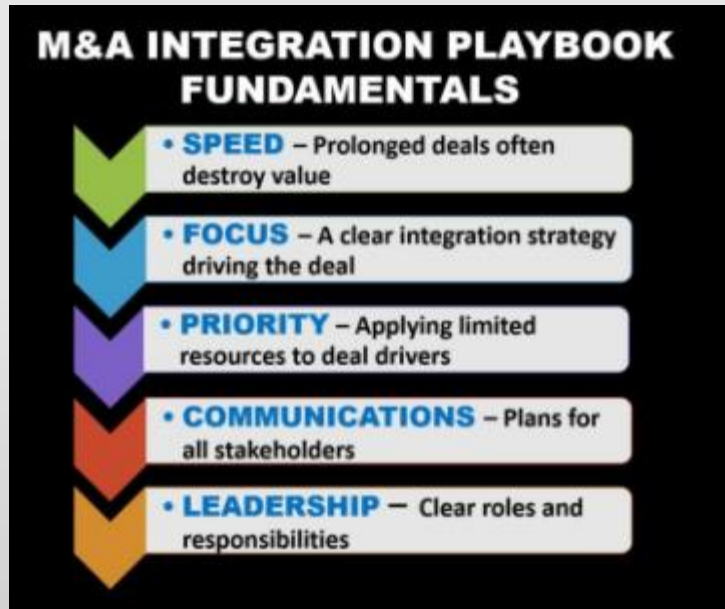 M&A INTEGRATION PLAYBOOK
FUNDAMENTALS
• SPEED – Prolonged deals often
destroy value
• FOCUS – A clear integration strategy
driving the deal
• PRIORITY – Applying limited
resources to deal drivers
• COMMUNICATIONS – Plans for
all stakeholders
• LEADERSHIP – Clear roles and
responsibilities